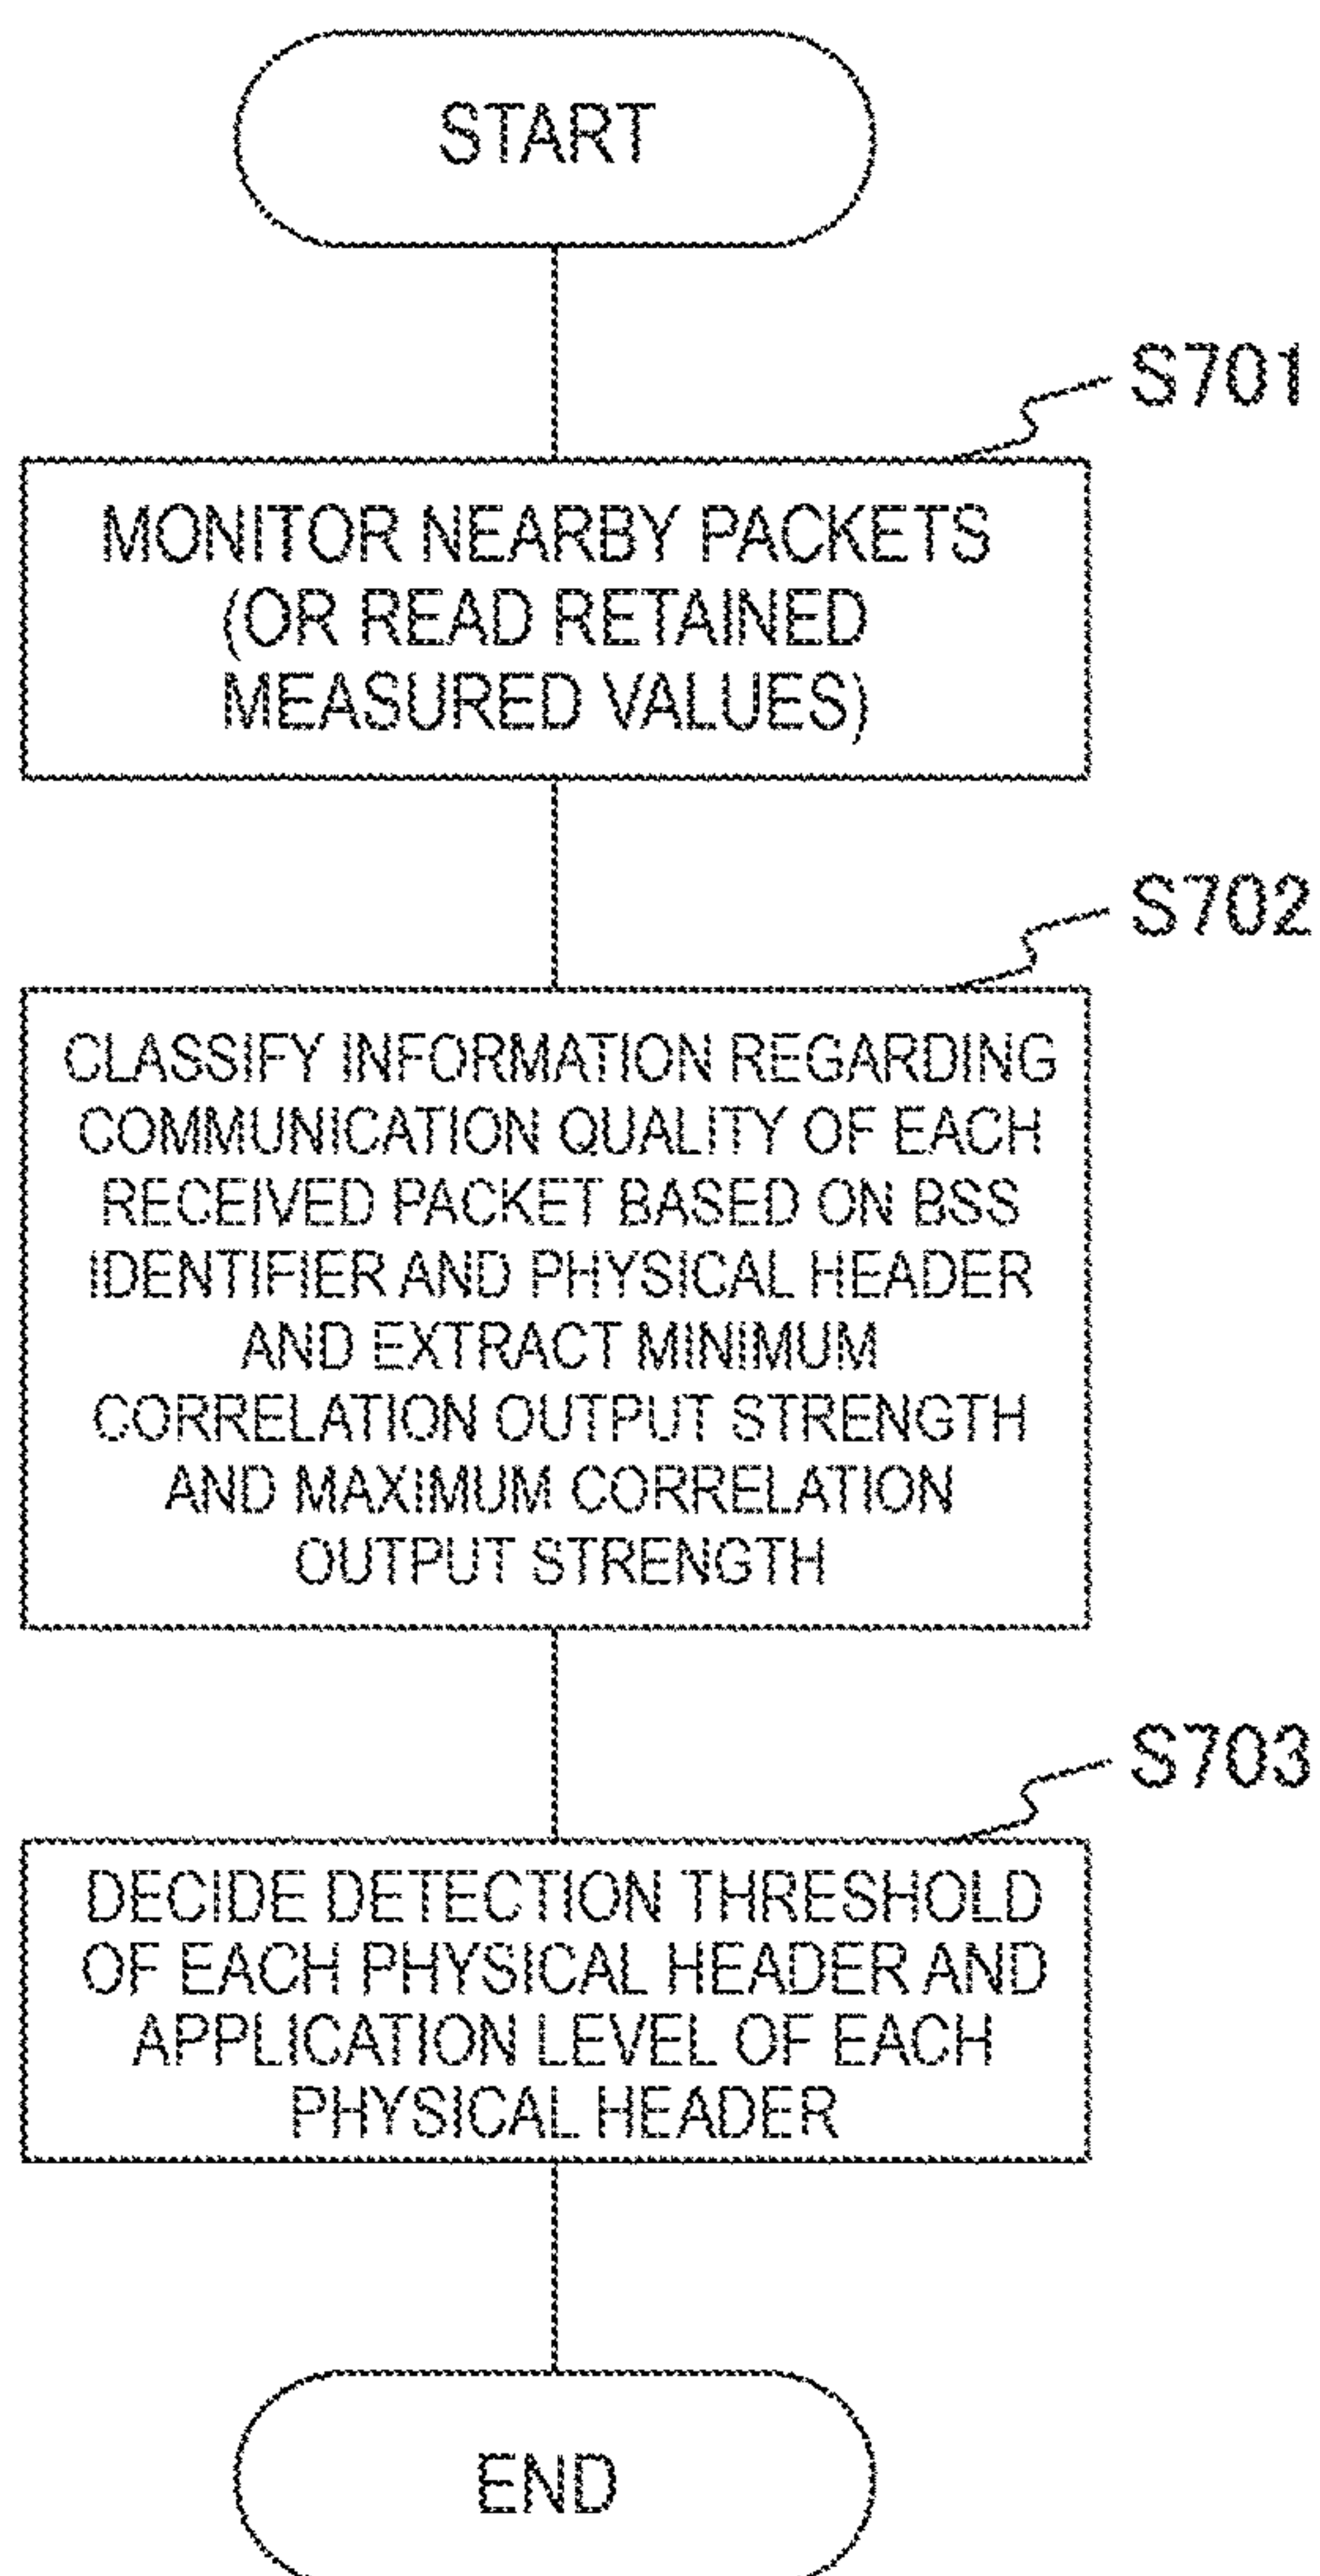 START
S701
MONITOR NEARBY PACKETS
(OR READ RETAINED
MEASURED VALUES)
S702
CLASSIFY INFORMATION REGARDING
COMMUNICATION QUALITY OF EACH
RECEIVED PACKET BASED ON BSS
IDENTIFIER AND PHYSICAL HEADER
AND EXTRACT MINIMUM
CORRELATION OUTPUT STRENGTH
AND MAXIMUM CORRELATION
OUTPUT STRENGTH
S703
DECIDE DETECTION THRESHOLD
OF EACH PHYSICAL HEADER AND
APPLICATION LEVEL OF EACH
PHYSICAL HEADER
END